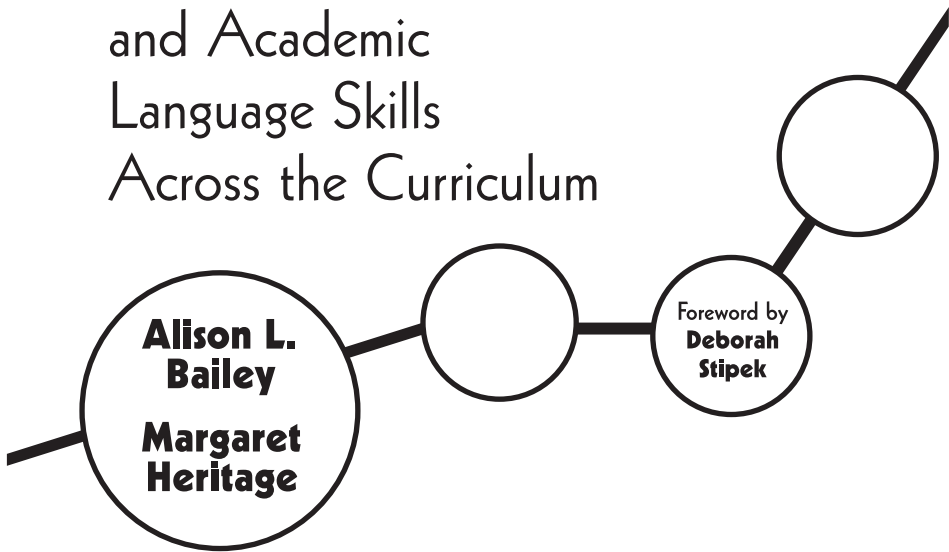 and Academic
Language Skills
Across the Curriculum
Alison L.
Bailey
Margaret
Heritage
Foreword by
Deborah
Stipek